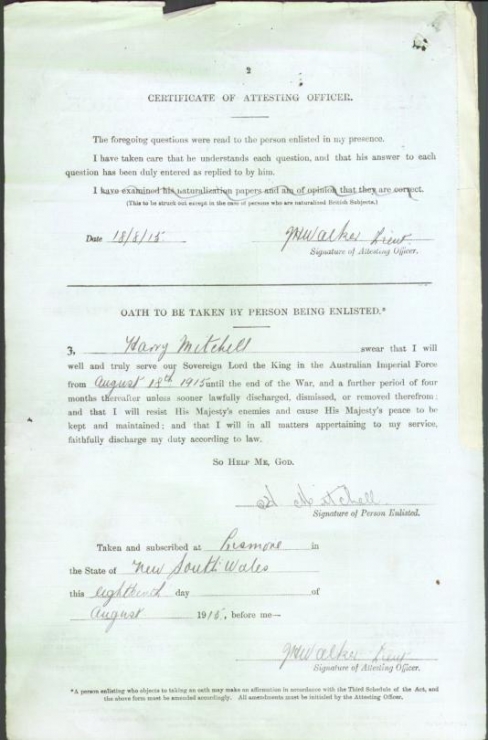 2
CERTIFICATE OF ATTESTING OFFICER.
The foregoing questions were read to the person enlisted in my presence.
I have taken care that he understands each question, and that his answer to each
question has been duly entered as replied to by him.
I have examined his naturalisation papers and am of opinion that they are correct.
(This to be struck out except in the case of persons who are naturalized British Subjects.)
Date 18/8/15 Walker Lieut
Signature of Attesting Officer.
OATH TO BE TAKEN BY PERSON BEING ENLISTED.*
3, Harry Mitchell swear that I will
well and truly serve our Sovereign Lord the King in the Australian Imperial Force
from August 18th 1915 until the end of the War, and a further period of four
months thereafter unless sooner lawfully discharged, dismissed, or removed therefrom;
and that I will resist His Majesty's enemies and cause His Majesty's peace to be
kept and maintained; and that I will in all matters appertaining to my service,
faithfully discharge my duty according to law.
SO HELP ME, GOD.
H Mitchell
Signature of Person Enlisted.
Taken and subscribed at Lismore in
the State of New South Wales
this eighteenth day of
August 1915, before me—
Walker Lieut
Signature of Attesting Officer.
*A person enlisting who objects to taking an oath may make an affirmation in accordance with the Third Schedule of the Act, and
the above form must be amended accordingly. All amendments must be initialed by the Attesting Officer.